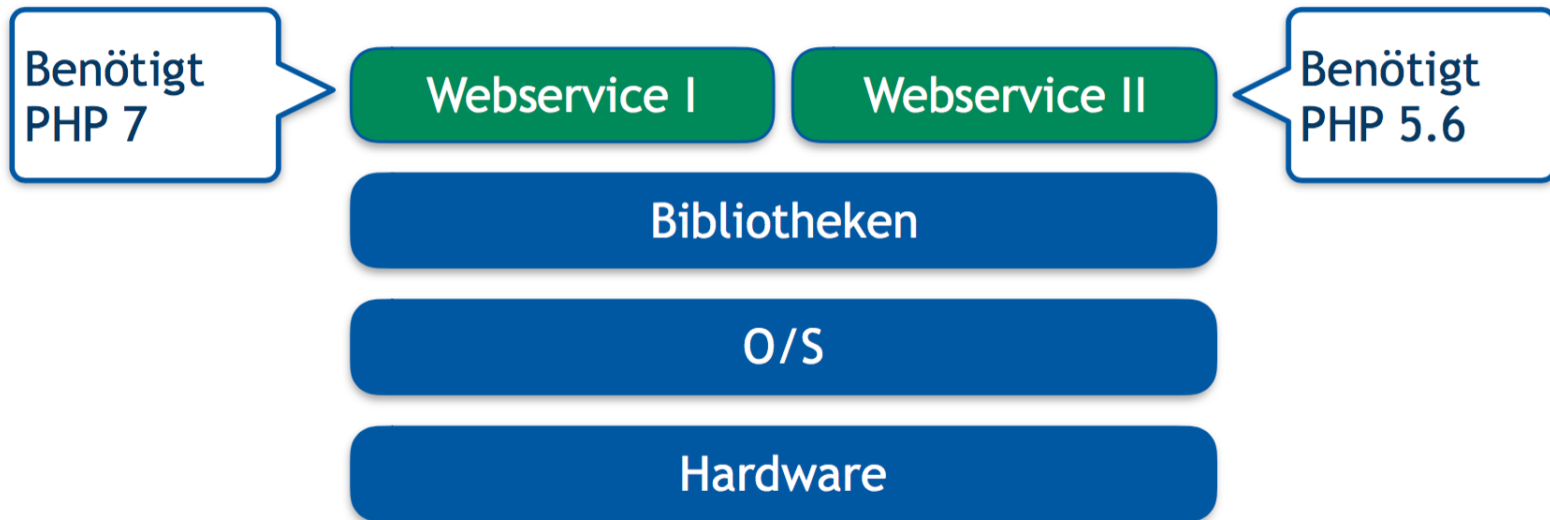 Benötigt
PHP 7
Webservice I
Webservice II
Benötigt
PHP 5.6
Bibliotheken
O/S
Hardware